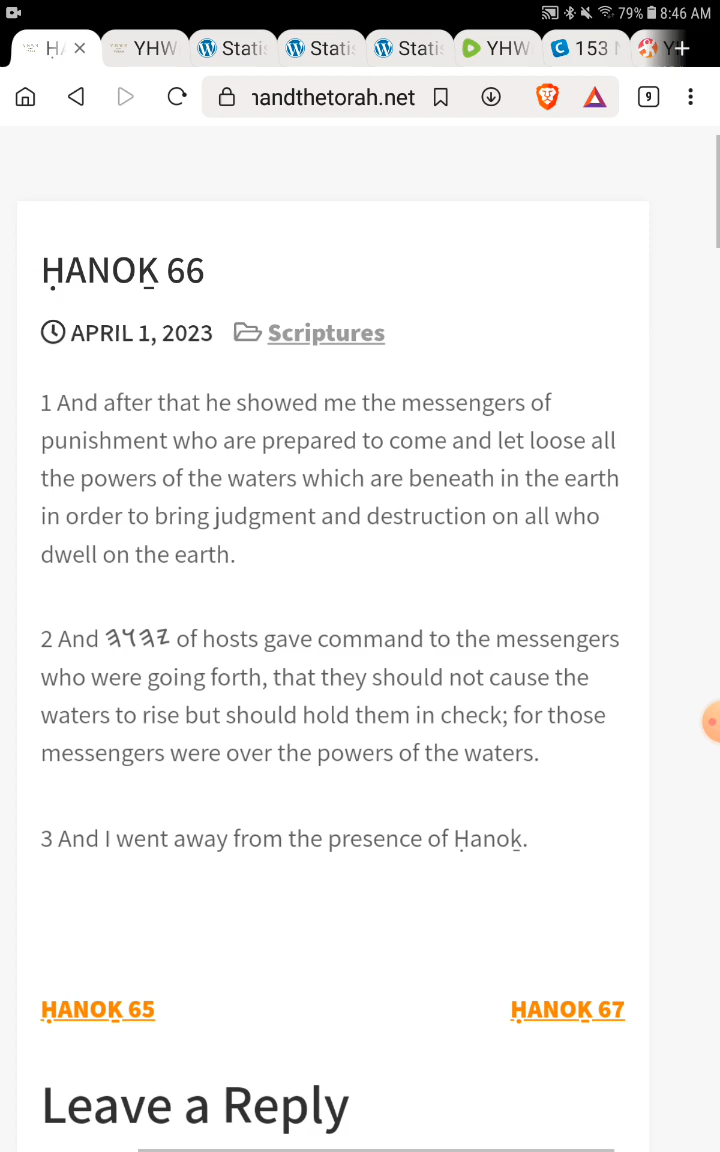 79% 8:46 AM
Ḥ YHW Statis Statis Statis YHW 153 Y
ıandthetorah.net 9
ḤANOḴ 66
APRIL 1, 2023 Scriptures
1 And after that he showed me the messengers of
punishment who are prepared to come and let loose all
the powers of the waters which are beneath in the earth
in order to bring judgment and destruction on all who
dwell on the earth.
2 And 𐤉𐤄𐤅𐤄 of hosts gave command to the messengers
who were going forth, that they should not cause the
waters to rise but should hold them in check; for those
messengers were over the powers of the waters.
3 And I went away from the presence of Ḥanoḵ.
ḤANOḴ 65 ḤANOḴ 67
Leave a Reply